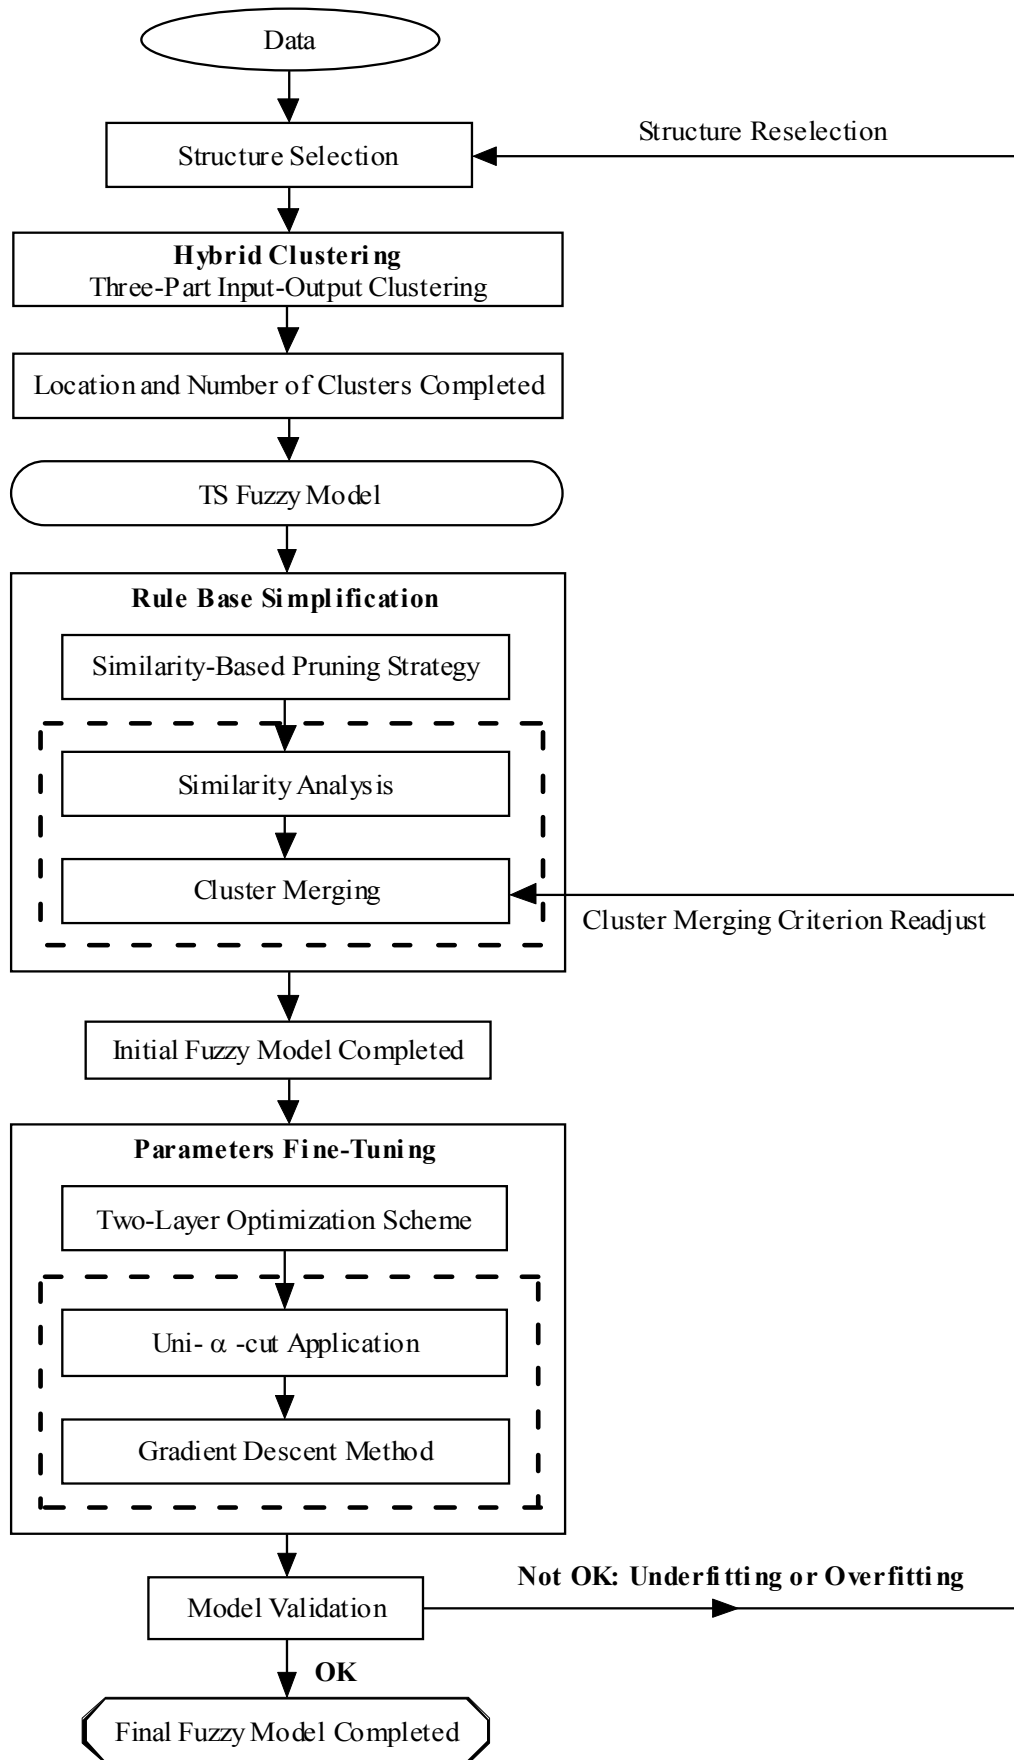 Data
Structure Reselection
Structure Selection
Hybrid Clustering
Three-Part Input-Output Clustering
Location and Number of Clusters Completed
TS Fuzzy Model
Rule Base Simplification
Similarity-Based Pruning Strategy
Similarity Analysis
Cluster Merging
Cluster Merging Criterion Readjust
Initial Fuzzy Model Completed
Parameters Fine-Tuning
Two-Layer Optimization Scheme
Uni- α -cut Application
Gradient Descent Method
Not OK: Underfitting or Overfitting
Model Validation
OK
Final Fuzzy Model Completed